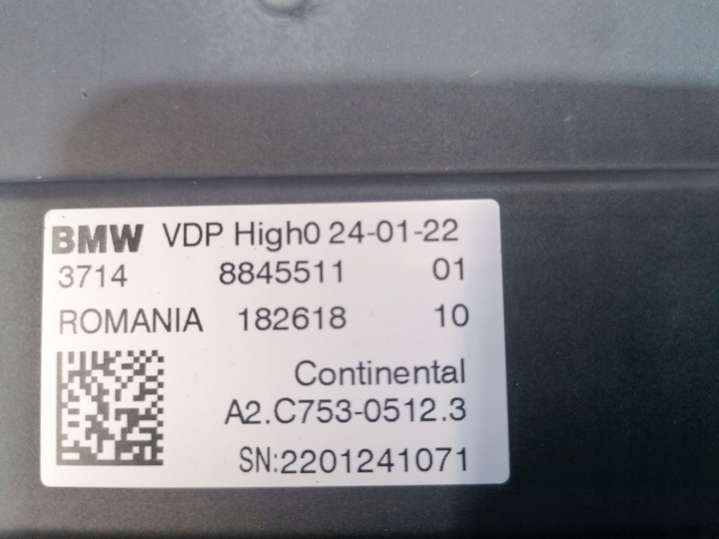 BMW VDP High0 24-01-22
3714 8845511 01
ROMANIA 182618 10
Continental
A2.C753-0512.3
SN:2201241071